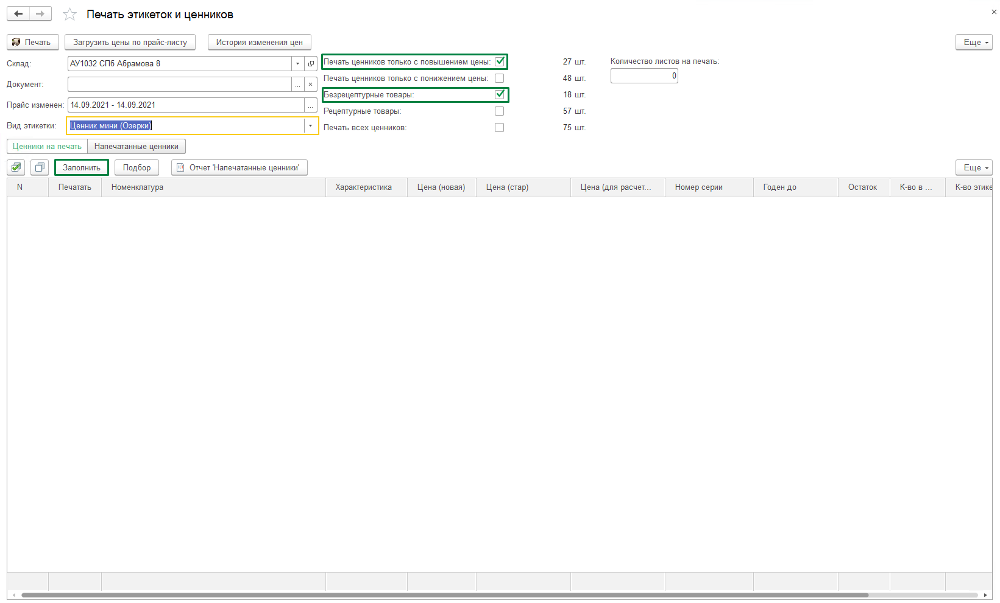 Печать этикеток и ценников
Печать Загрузить цены по прайс-листу История изменения цен Еще
Склад: АУ1032 СПб Абрамова 8
Документ:
Прайс изменен: 14.09.2021 - 14.09.2021
Вид этикетки: Ценник мини (Озерки)
Печать ценников только с повышением цены: 27 шт.
Печать ценников только с понижением цены: 48 шт.
Безрецептурные товары: 18 шт.
Рецептурные товары: 57 шт.
Печать всех ценников: 75 шт.
Количество листов на печать:
0
Ценники на печать Напечатанные ценники
Заполнить Подбор Отчет 'Напечатанные ценники' Еще
N Печатать Номенклатура Характеристика Цена (новая) Цена (стар) Цена (для расчет... Номер серии Годен до Остаток К-во в ... К-во этике